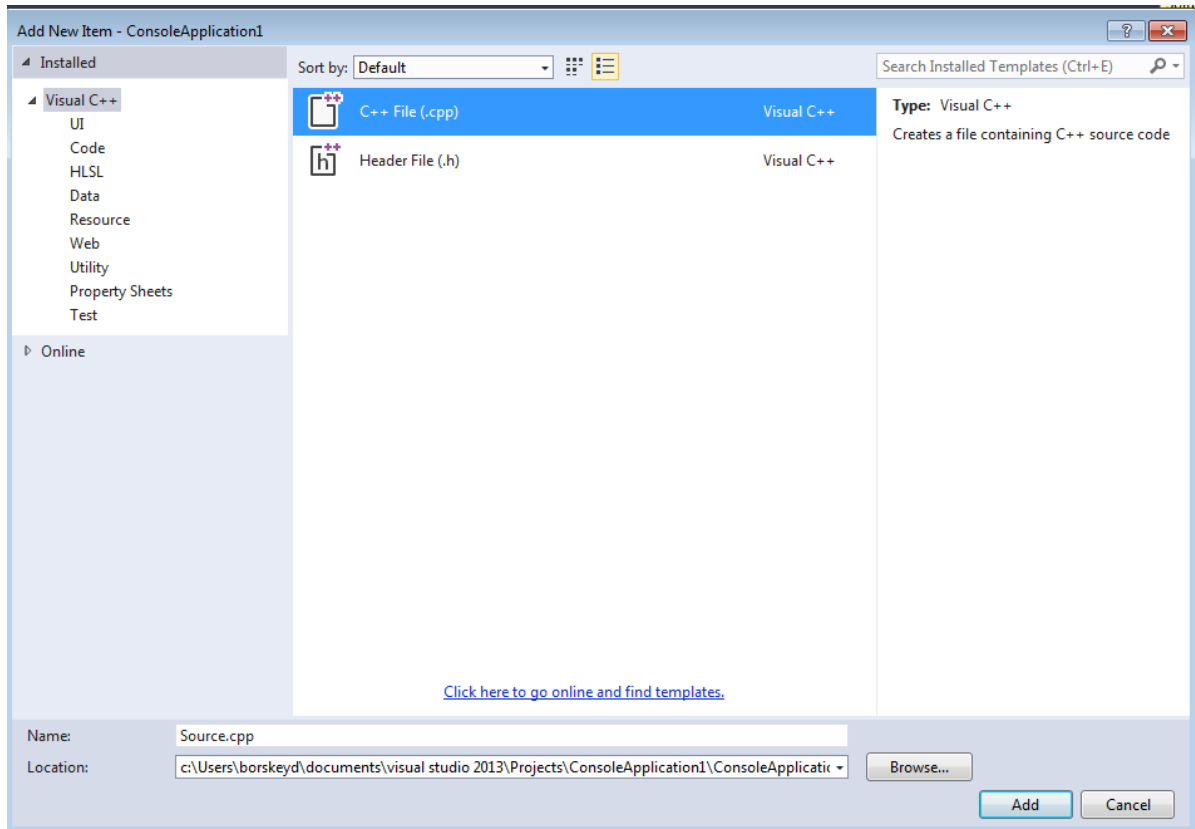 Add New Item - ConsoleApplication1
Installed
Visual C++
UI
Code
HLSL
Data
Resource
Web
Utility
Property Sheets
Test
Online
Sort by: Default
C++ File (.cpp) Visual C++
Header File (.h) Visual C++
Click here to go online and find templates.
Search Installed Templates (Ctrl+E)
Type: Visual C++
Creates a file containing C++ source code
Name: Source.cpp
Location: c:\Users\borskeyd\documents\visual studio 2013\Projects\ConsoleApplication1\ConsoleApplicatic
Browse...
Add Cancel